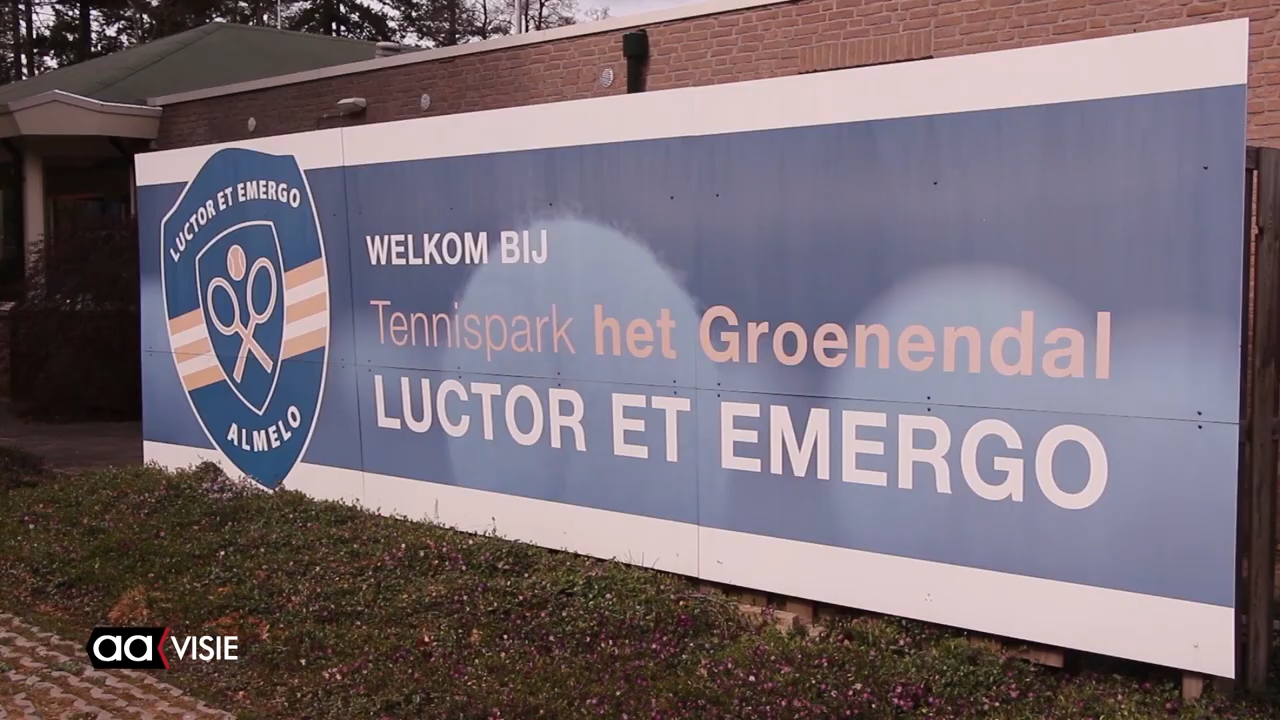 LUCTOR ET EMERGO
ALMELO
WELKOM BIJ
Tennispark het Groenendal
LUCTOR ET EMERGO
aa VISIE